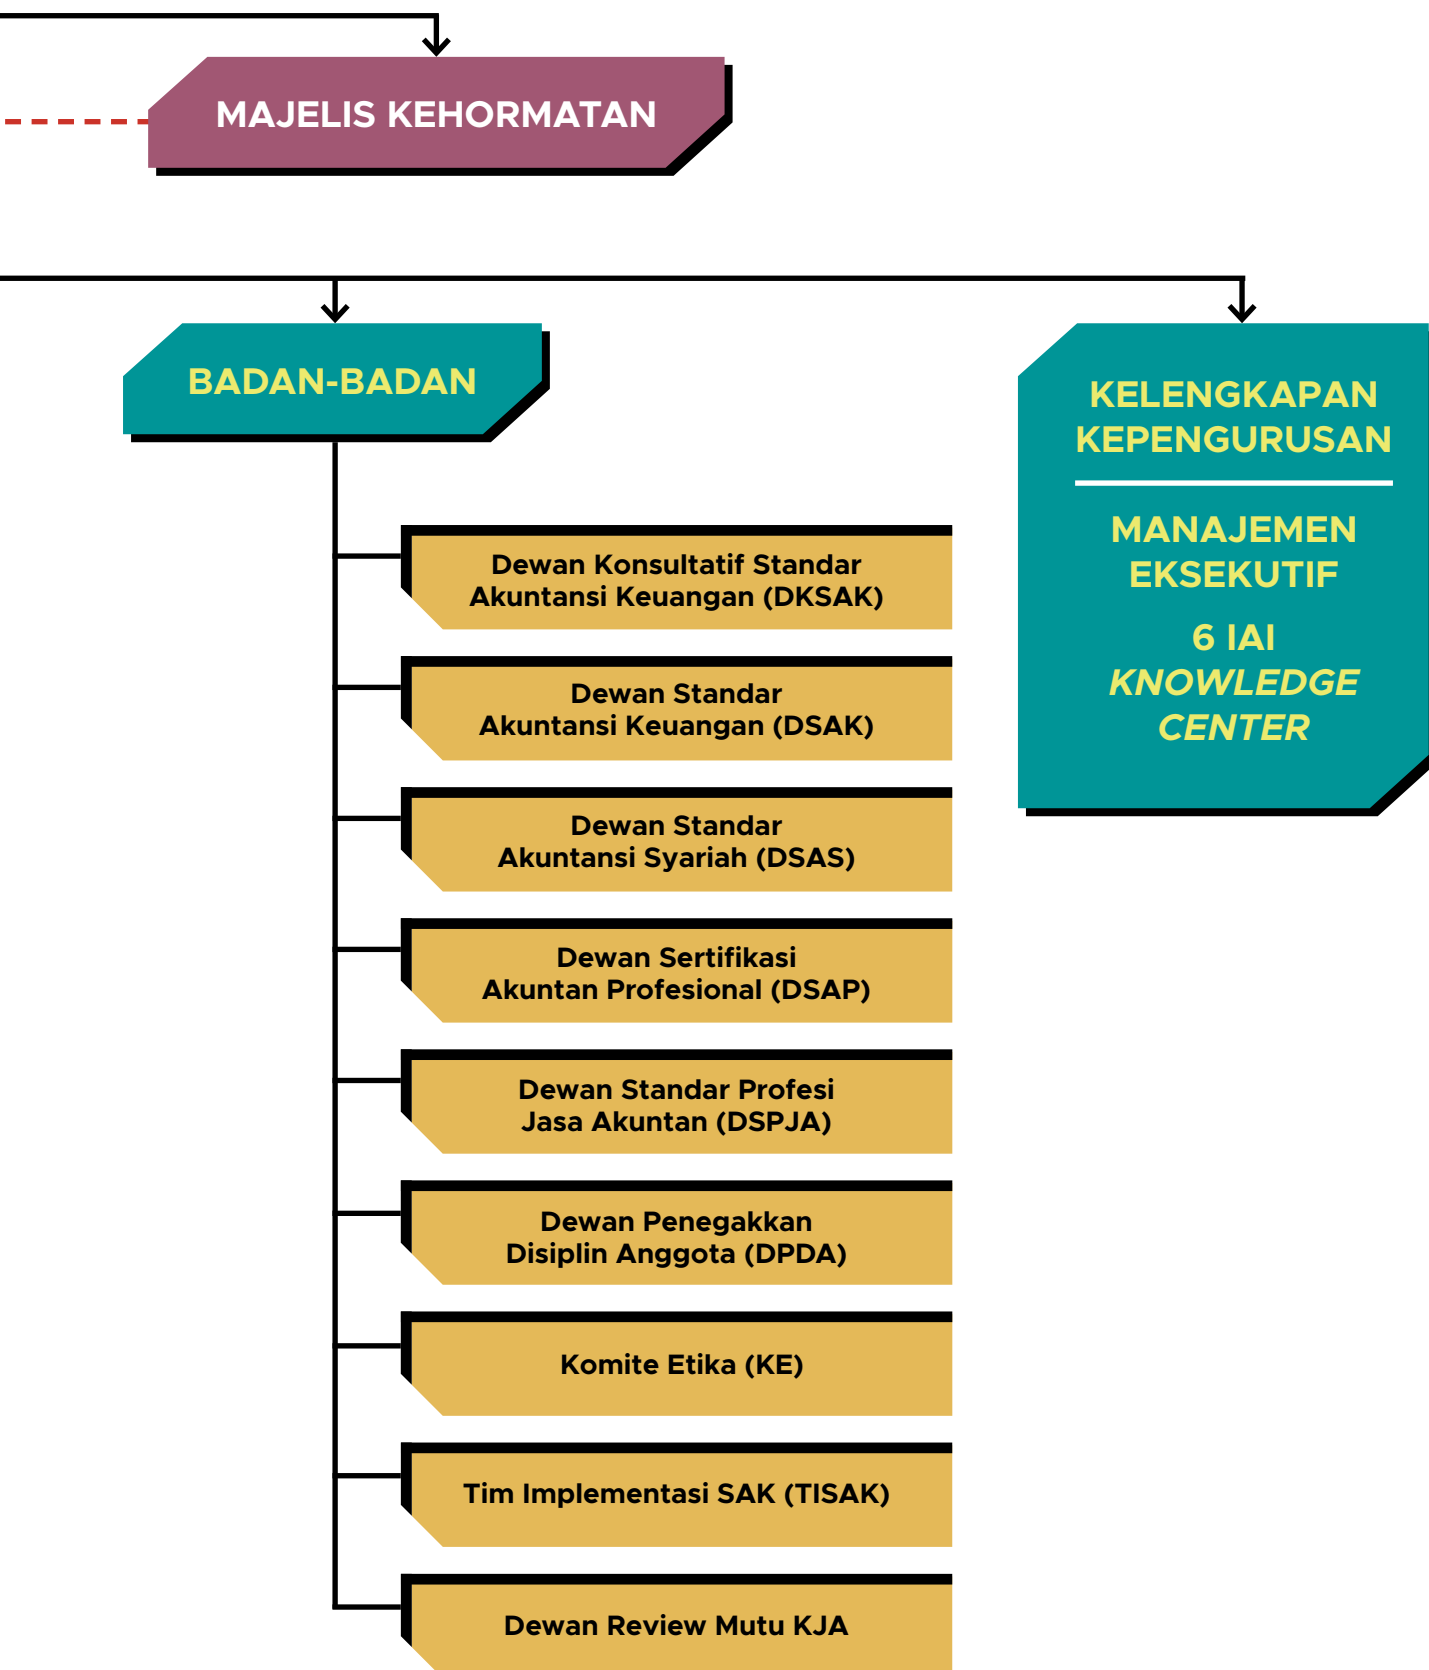 MAJELIS KEHORMATAN
BADAN-BADAN
Dewan Konsultatif Standar
Akuntansi Keuangan (DKSAK)
Dewan Standar
Akuntansi Keuangan (DSAK)
Dewan Standar
Akuntansi Syariah (DSAS)
Dewan Sertifikasi
Akuntan Profesional (DSAP)
Dewan Standar Profesi
Jasa Akuntan (DSPJA)
Dewan Penegakkan
Disiplin Anggota (DPDA)
Komite Etika (KE)
Tim Implementasi SAK (TISAK)
Dewan Review Mutu KJA
KELENGKAPAN
KEPENGURUSAN
MANAJEMEN
EKSEKUTIF
6 IAI
KNOWLEDGE
CENTER